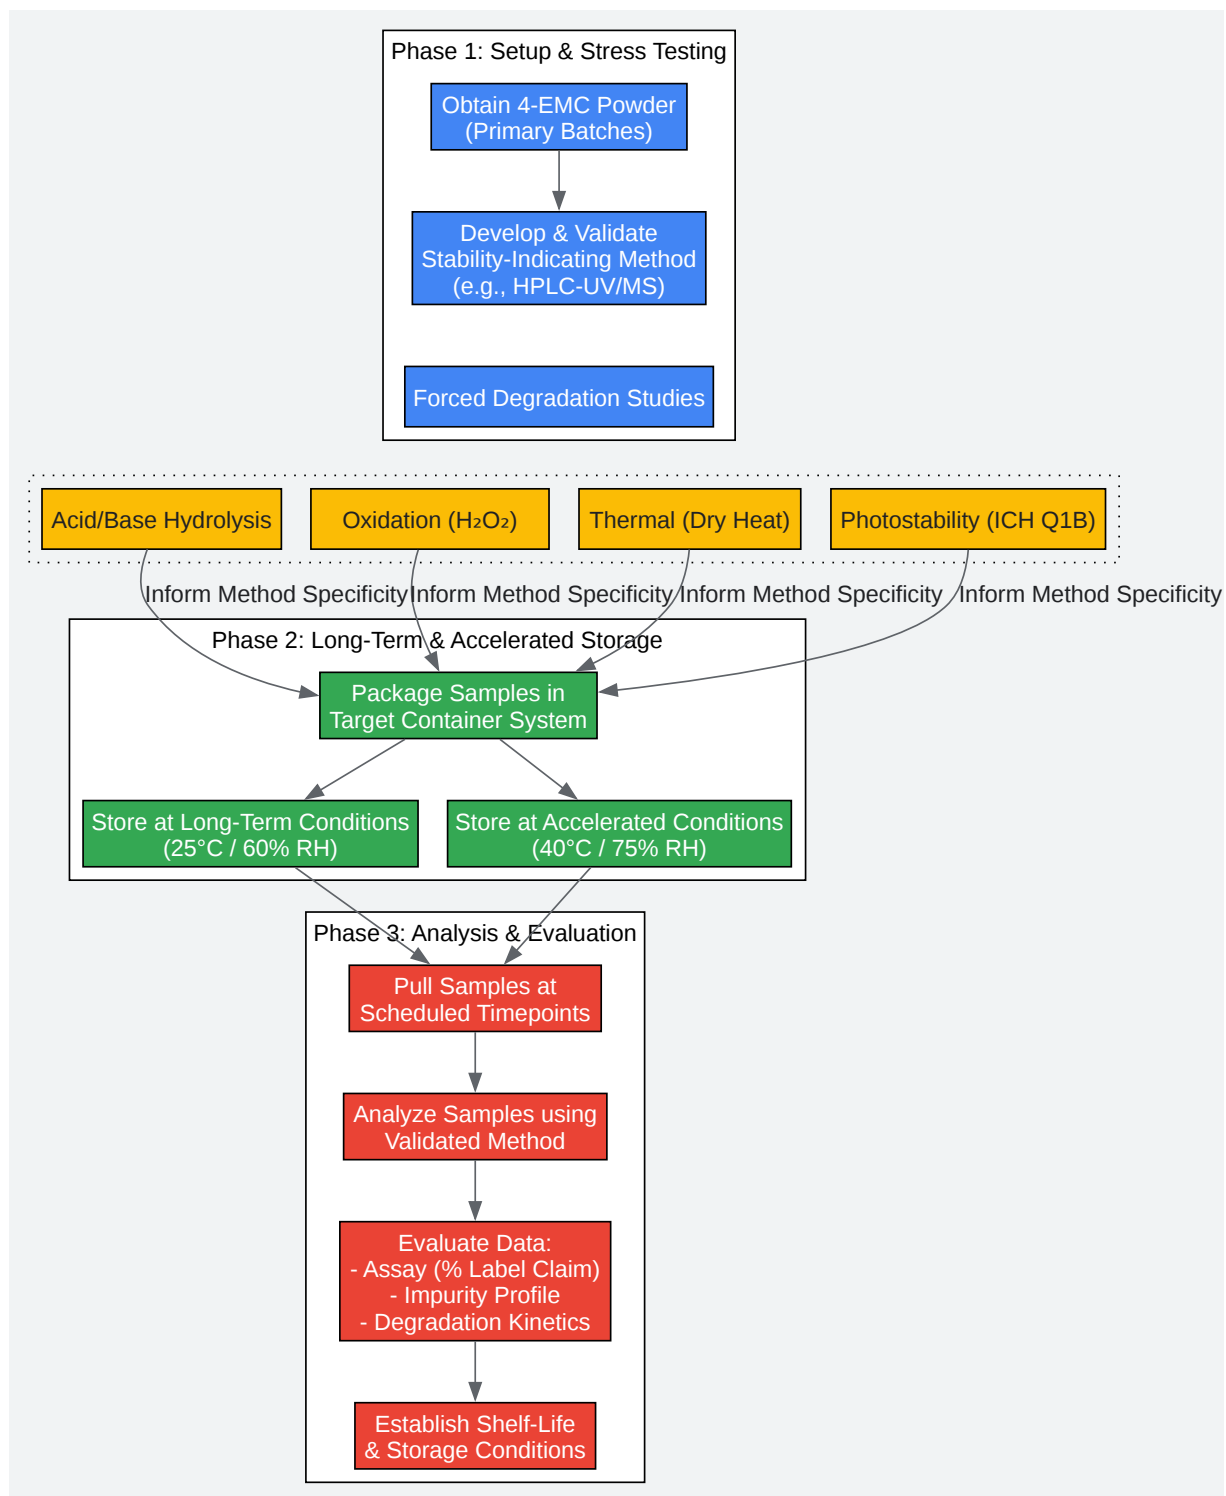 Phase 1: Setup & Stress Testing
Obtain 4-EMC Powder
(Primary Batches)
Develop & Validate
Stability-Indicating Method
(e.g., HPLC-UV/MS)
Forced Degradation Studies
Acid/Base Hydrolysis
Oxidation (H₂O₂)
Thermal (Dry Heat)
Photostability (ICH Q1B)
Inform Method Specificity
Inform Method Specificity
Inform Method Specificity
Inform Method Specificity
Phase 2: Long-Term & Accelerated Storage
Package Samples in
Target Container System
Store at Long-Term Conditions
(25°C / 60% RH)
Store at Accelerated Conditions
(40°C / 75% RH)
Phase 3: Analysis & Evaluation
Pull Samples at
Scheduled Timepoints
Analyze Samples using
Validated Method
Evaluate Data:
- Assay (% Label Claim)
- Impurity Profile
- Degradation Kinetics
Establish Shelf-Life
& Storage Conditions